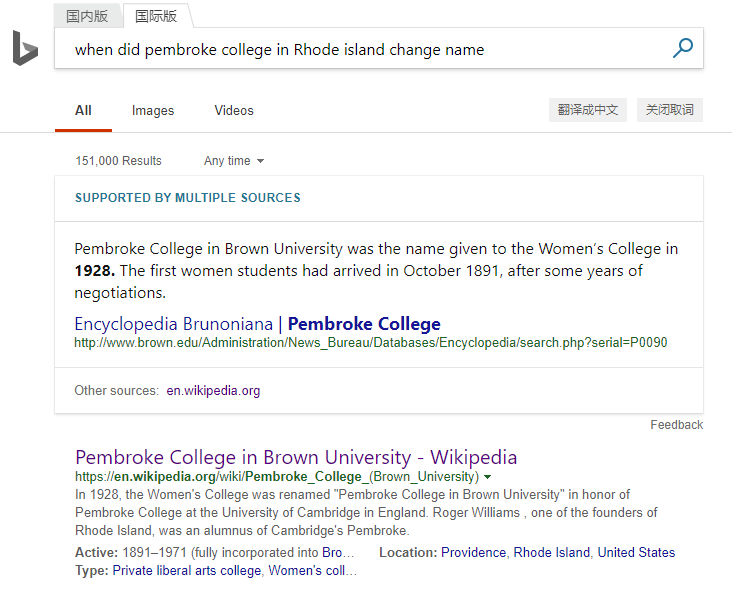 国内版 国际版
when did pembroke college in Rhode island change name
All Images Videos 翻译成中文 关闭取词
151,000 Results Any time
SUPPORTED BY MULTIPLE SOURCES
Pembroke College in Brown University was the name given to the Women's College in
1928. The first women students had arrived in October 1891, after some years of
negotiations.
Encyclopedia Brunoniana | Pembroke College
http://www.brown.edu/Administration/News_Bureau/Databases/Encyclopedia/search.php?serial=P0090
Other sources: en.wikipedia.org
Feedback
Pembroke College in Brown University - Wikipedia
https://en.wikipedia.org/wiki/Pembroke_College_(Brown_University)
In 1928, the Women's College was renamed "Pembroke College in Brown University" in honor of
Pembroke College at the University of Cambridge in England. Roger Williams , one of the founders of
Rhode Island, was an alumnus of Cambridge's Pembroke.
Active: 1891–1971 (fully incorporated into Bro… Location: Providence, Rhode Island, United States
Type: Private liberal arts college, Women's coll…